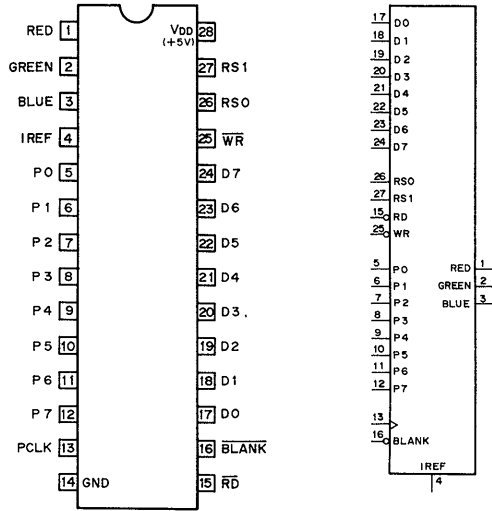 RED 1
VDD 28
(+5V)
GREEN 2
27 RS1
BLUE 3
26 RS0
IREF 4
25 WR
P0 5
24 D7
P1 6
23 D6
P2 7
22 D5
P3 8
21 D4
P4 9
20 D3.
P5 10
19 D2
P6 11
18 D1
P7 12
17 D0
PCLK 13
16 BLANK
14 GND
15 RD
17 D0
18 D1
19 D2
20 D3
21 D4
22 D5
23 D6
24 D7
26 RS0
27 RS1
15 RD
25 WR
5 P0
RED 1
6 P1
GREEN 2
7 P2
BLUE 3
8 P3
9 P4
10 P5
11 P6
12 P7
13
16 BLANK
IREF
4